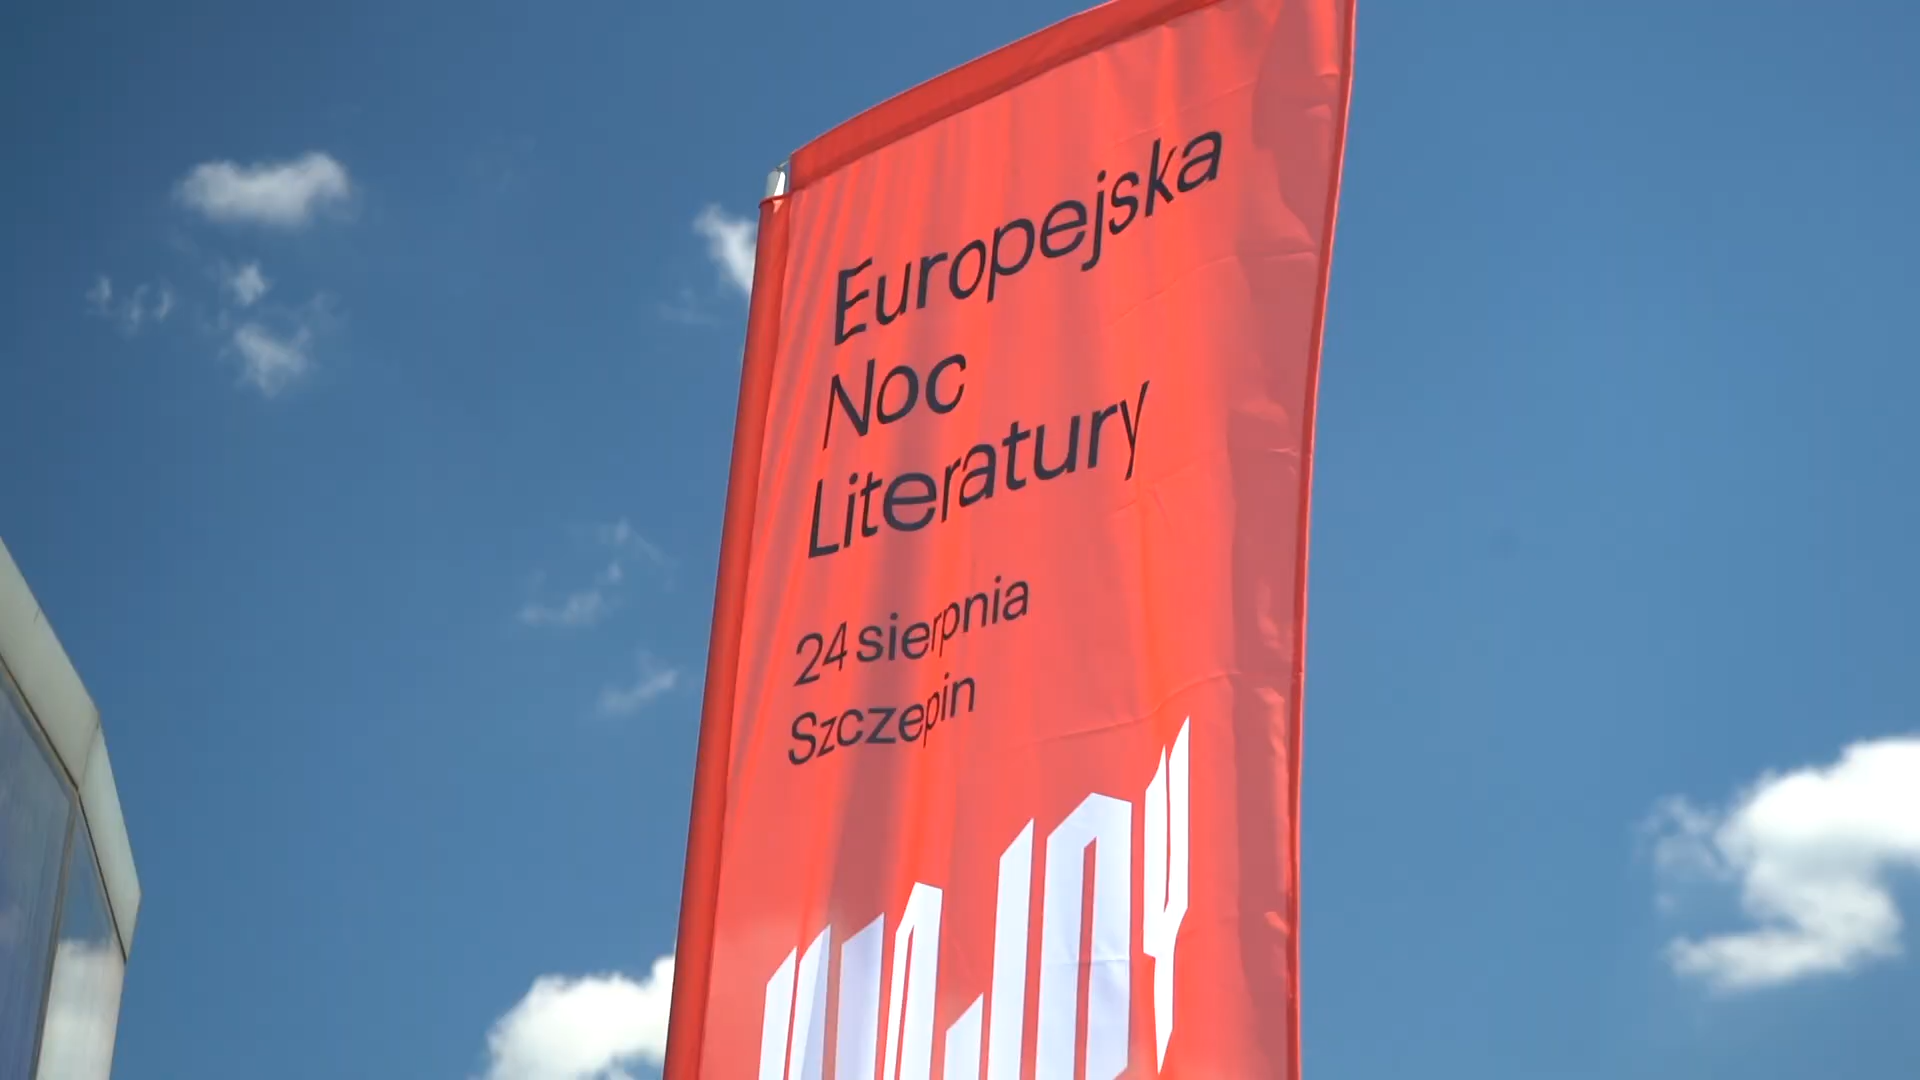 Europejska
Noc
Literatury
24 sierpnia
Szczepin